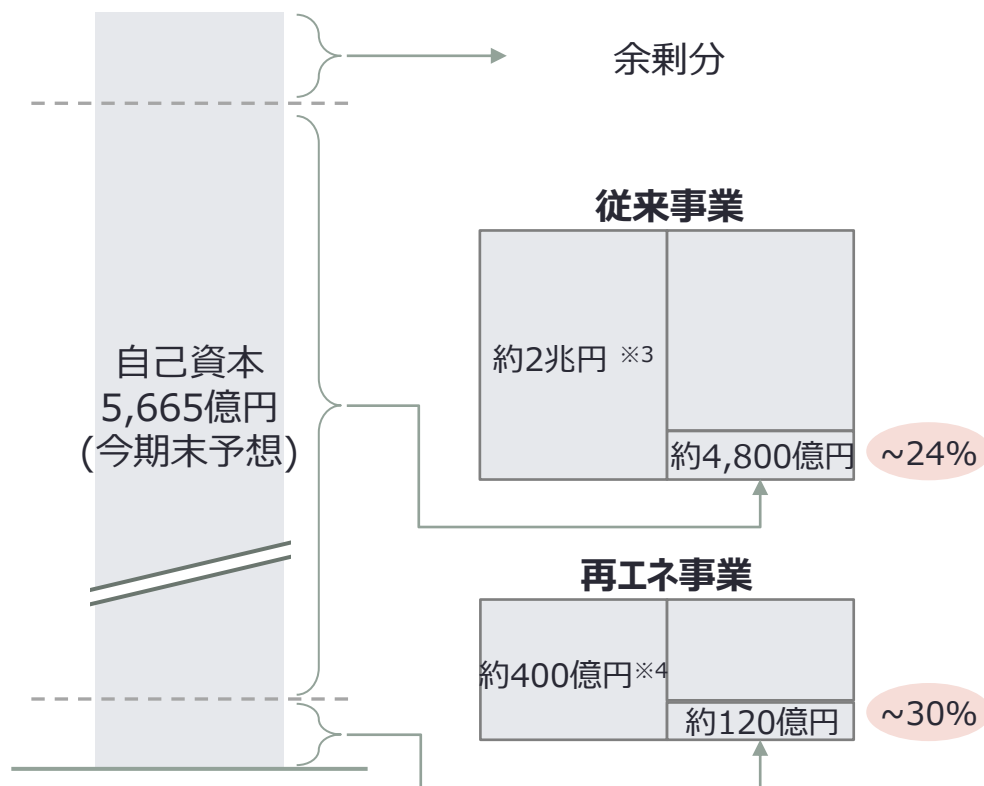 余剰分
従来事業
自己資本
5,665億円
(今期末予想)
約2兆円 ※3
約4,800億円
~24%
再エネ事業
約400億円※4
約120億円
~30%